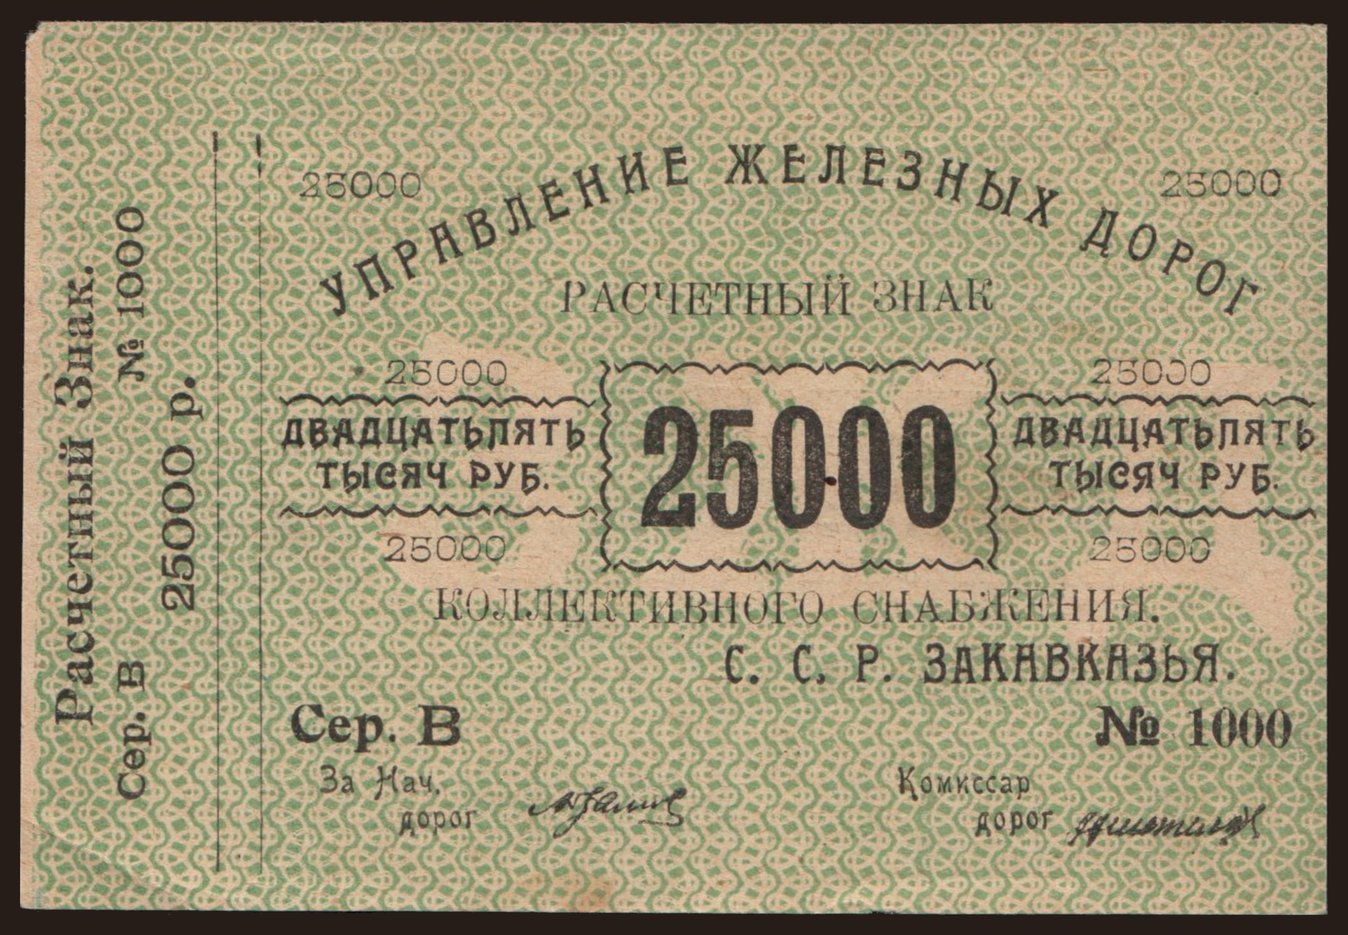 Расчетный Знак.
Сер. В № 1000
25000 р.
25000 25000
УПРАВЛЕНИЕ ЖЕЛЕЗНЫХ ДОРОГ
РАСЧЕТНЫЙ ЗНАК
25000 25000
ДВАДЦАТЬПЯТЬ
ТЫСЯЧ РУБ.
25000
ДВАДЦАТЬПЯТЬ
ТЫСЯЧ РУБ.
25000 25000
КОЛЛЕКТИВНОГО СНАБЖЕНИЯ.
С. С. Р. ЗАКАВКАЗЬЯ.
Сер. В № 1000
За Нач.
дорог
Комиссар
дорог